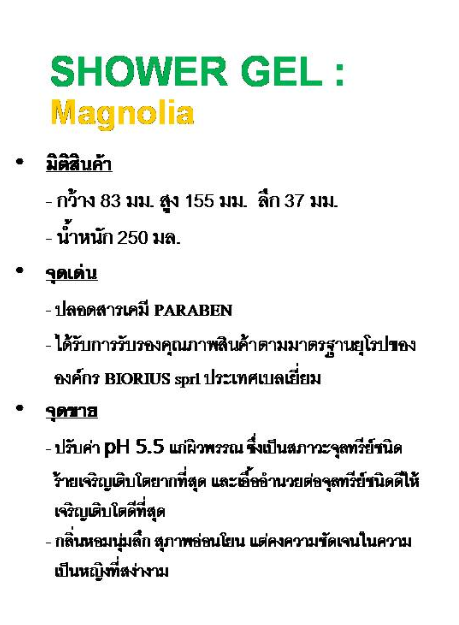 SHOWER GEL :
Magnolia
• มิติสินค้า
- กว้าง 83 มม. สูง 155 มม. ลึก 37 มม.
- น้ำหนัก 250 มล.
• จุดเด่น
- ปลอดสารเคมี PARABEN
- ได้รับการรับรองคุณภาพสินค้าตามมาตรฐานยุโรปของ
องค์กร BIORIUS sprl ประเทศเบลเยี่ยม
• จุดขาย
- ปรับค่า pH 5.5 แก่ผิวพรรณ ซึ่งเป็นสภาวะจุลทรีย์ชนิด
ร้ายเจริญเติบโตยากที่สุด และเอื้ออำนวยต่อจุลทรีย์ชนิดดีให้
เจริญเติบโตดีที่สุด
- กลิ่นหอมนุ่มลึก สุภาพอ่อนโยน แต่คงความชัดเจนในความ
เป็นหญิงที่สง่างาม